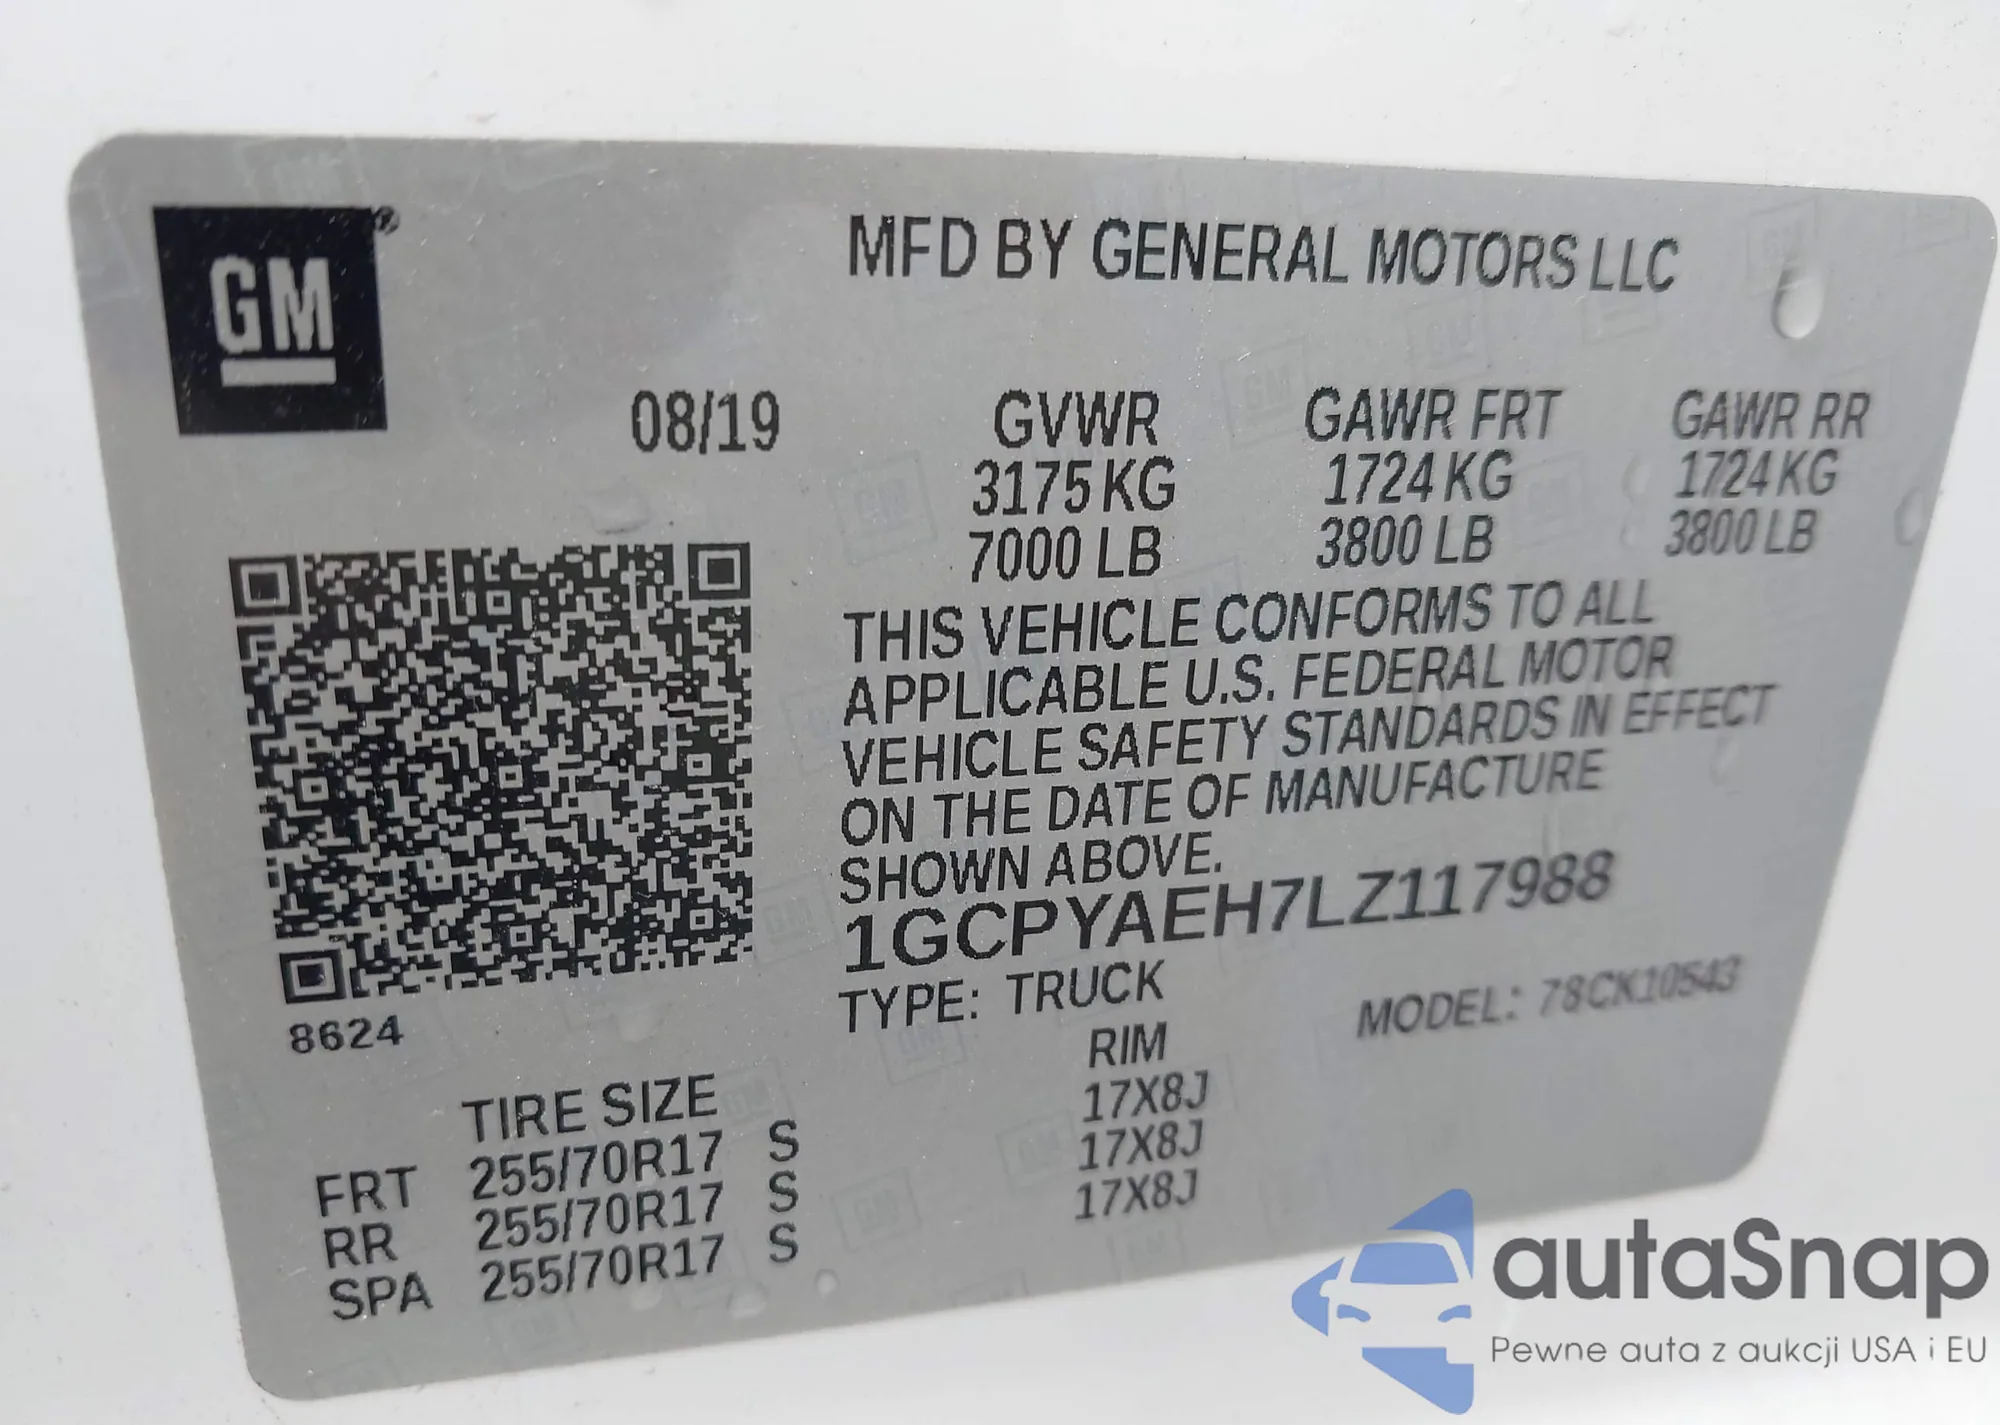 GM®
MFD BY GENERAL MOTORS LLC
08/19
GVWR GAWR FRT GAWR RR
3175 KG 1724 KG 1724 KG
7000 LB 3800 LB 3800 LB
THIS VEHICLE CONFORMS TO ALL
APPLICABLE U.S. FEDERAL MOTOR
VEHICLE SAFETY STANDARDS IN EFFECT
ON THE DATE OF MANUFACTURE
SHOWN ABOVE.
1GCPYAEH7LZ117988
TYPE: TRUCK MODEL: 78CK10543
8624
TIRE SIZE RIM
FRT 255/70R17 S 17X8J
RR 255/70R17 S 17X8J
SPA 255/70R17 S 17X8J
autaSnap
Pewne auta z aukcji USA i EU